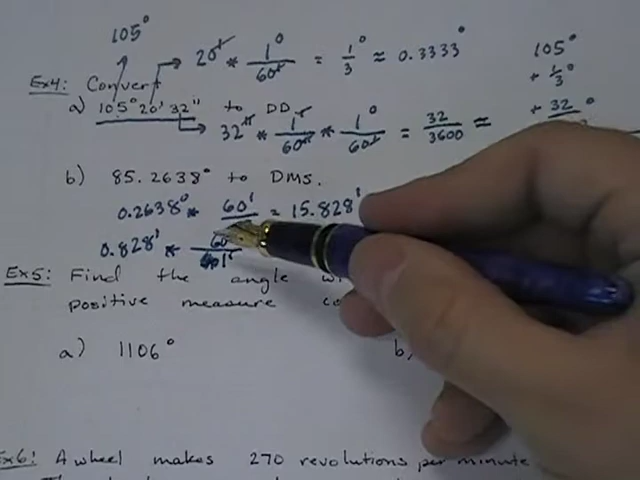 105°
20' * 1°/60' = 1°/3 ≈ 0.3333°
105°
Ex4: Convert
+ 1/3°
a) 105°20'32" to DD
32" * 1'/60" * 1°/60' = 32/3600 ≈
+ 32°
b) 85.2638° to DMS.
0.2638° * 60' = 15.828'
0.828' * 60
Ex5: Find the angle
positive measure
a) 1106°
b)
Ex6: A wheel makes 270 revolutions per minute